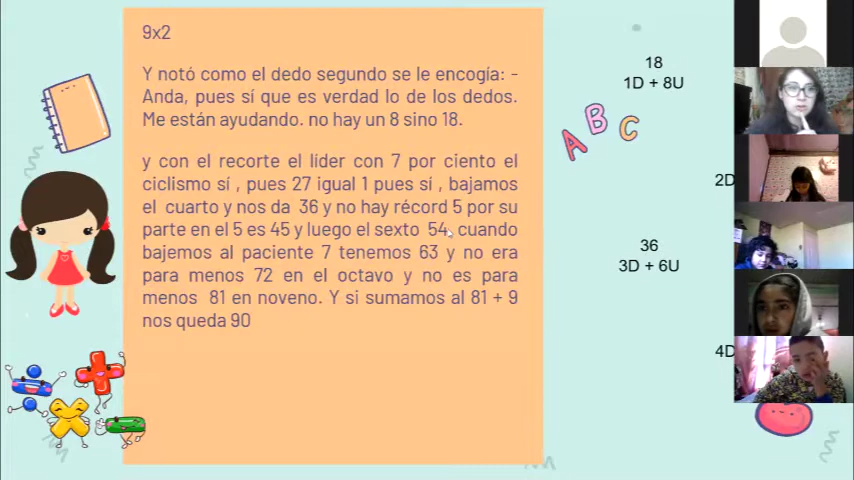 9x2
Y notó como el dedo segundo se le encogía: -
Anda, pues sí que es verdad lo de los dedos.
Me están ayudando. no hay un 8 sino 18.
y con el recorte el líder con 7 por ciento el
ciclismo sí , pues 27 igual 1 pues sí , bajamos
el cuarto y nos da 36 y no hay récord 5 por su
parte en el 5 es 45 y luego el sexto 54, cuando
bajemos al paciente 7 tenemos 63 y no era
para menos 72 en el octavo y no es para
menos 81 en noveno. Y si sumamos al 81 + 9
nos queda 90
18
1D + 8U
A B C
2D
36
3D + 6U
4D